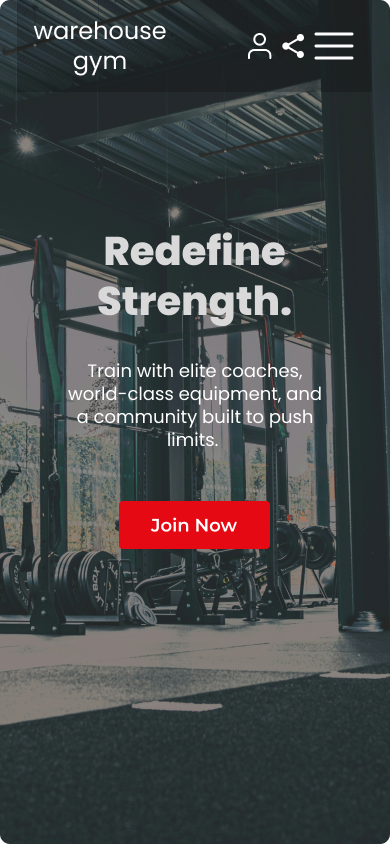 warehouse
gym
Redefine
Strength.
Train with elite coaches,
world-class equipment, and
a community built to push
limits.
Join Now